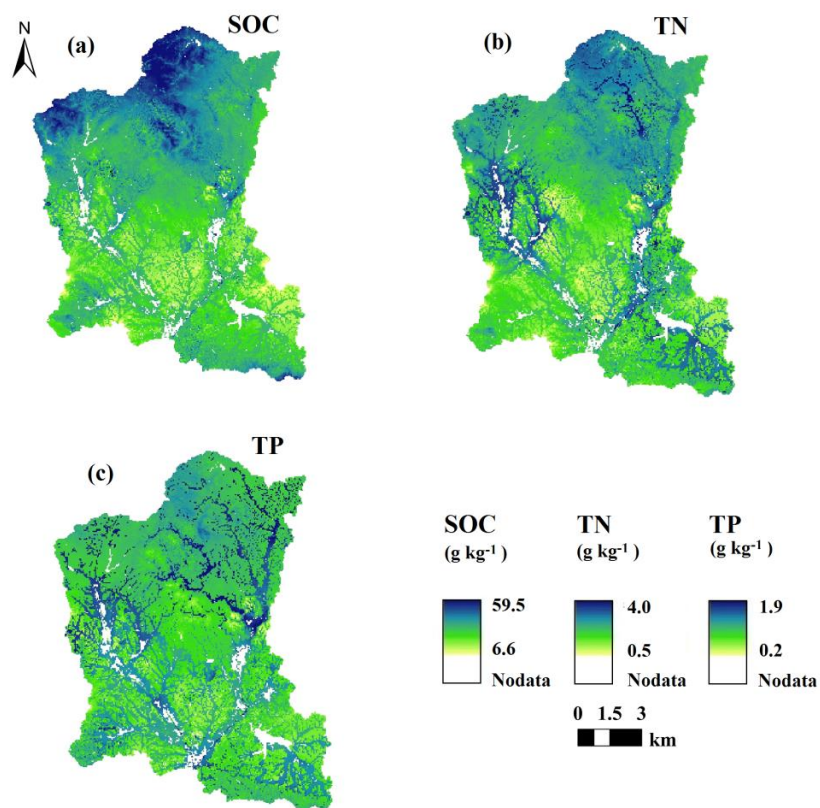 N
(a)
SOC
(b)
TN
(c)
TP
SOC
(g kg⁻¹ )
59.5
6.6
Nodata
TN
(g kg⁻¹ )
4.0
0.5
Nodata
TP
(g kg⁻¹ )
1.9
0.2
Nodata
0 1.5 3
km